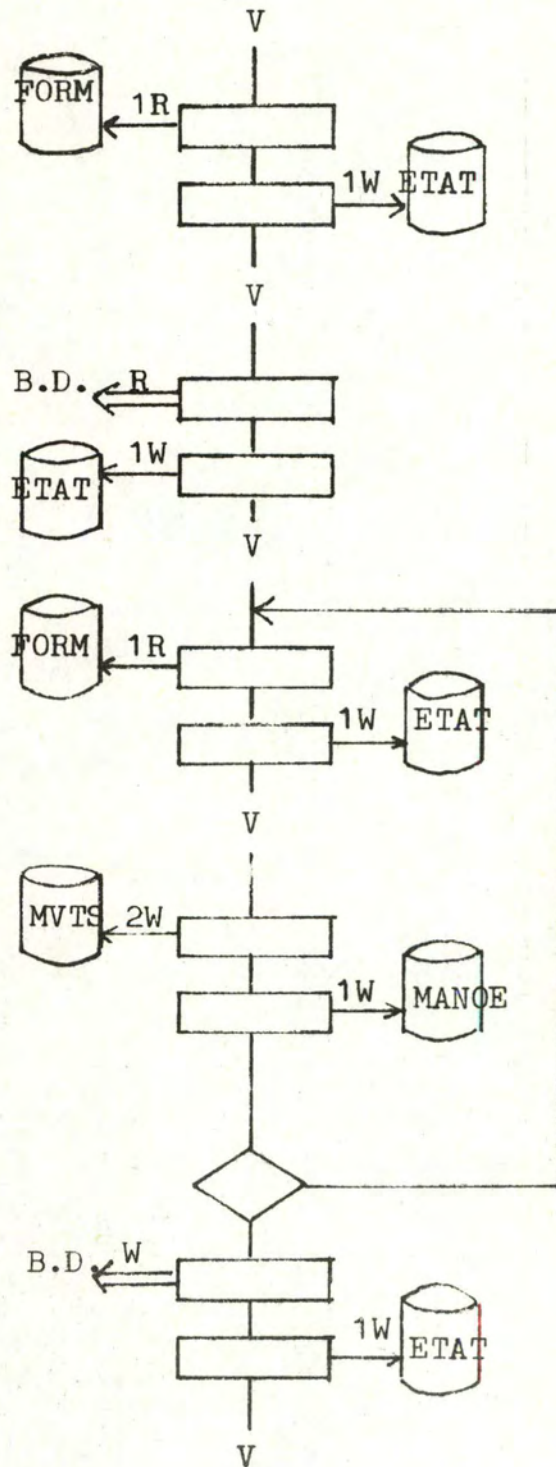 V
FORM 1R
1W ETAT
V
B.D. R
ETAT 1W
V
FORM 1R
1W ETAT
V
MVTS 2W
1W MANOE
B.D. W
1W ETAT
V